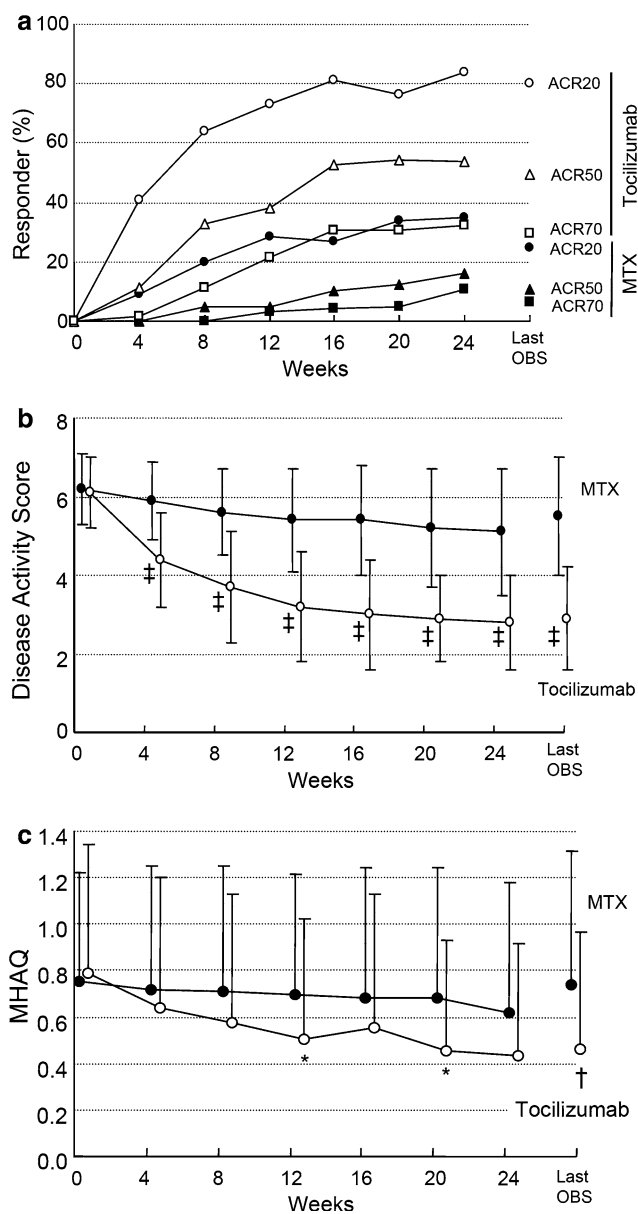 a
100
80
60
40
20
0
Responder (%)
0 4 8 12 16 20 24 Last OBS
Weeks
ACR20
ACR50
ACR70
Tocilizumab
ACR20
ACR50
ACR70
MTX
b
8
6
4
2
0
Disease Activity Score
MTX
‡ ‡ ‡ ‡ ‡ ‡ ‡
Tocilizumab
0 4 8 12 16 20 24 Last OBS
Weeks
c
1.4
1.2
1.0
0.8
0.6
0.4
0.2
0.0
MHAQ
MTX
* * †
Tocilizumab
0 4 8 12 16 20 24 Last OBS
Weeks